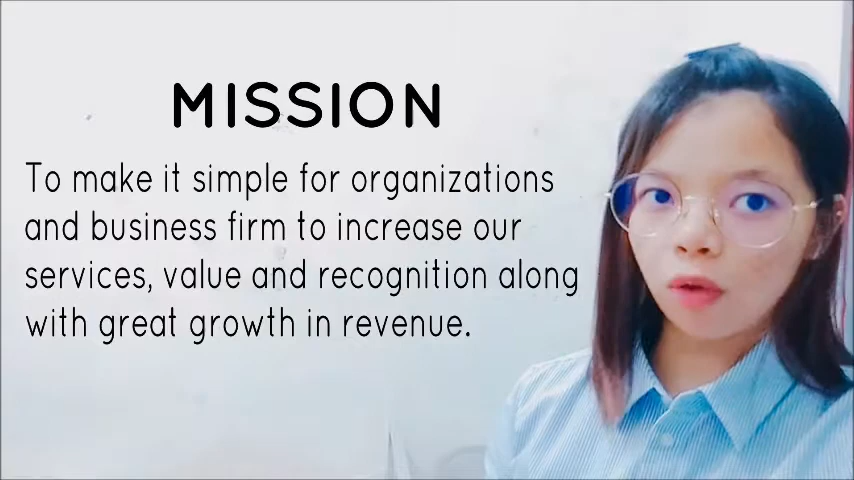 MISSION
To make it simple for organizations
and business firm to increase our
services, value and recognition along
with great growth in revenue.